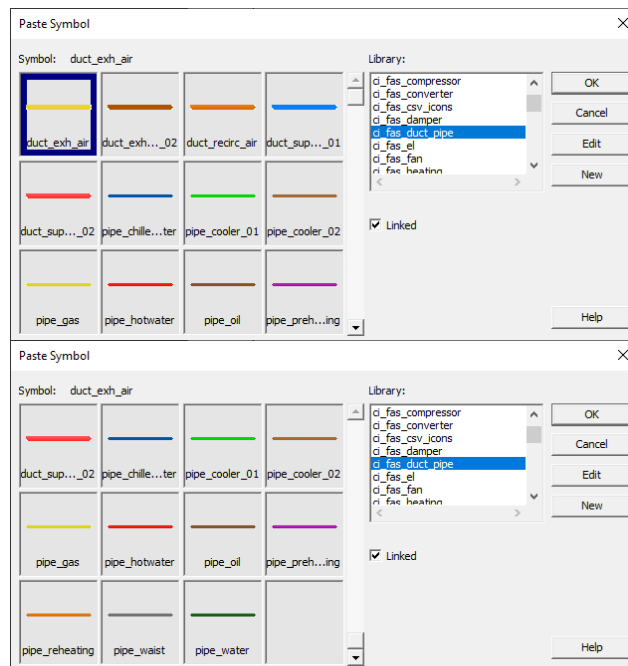 Paste Symbol
Symbol: duct_exh_air
Library:
duct_exh_air duct_exh..._02 duct_recirc_air duct_sup..._01
duct_sup..._02 pipe_chille...ter pipe_cooler_01 pipe_cooler_02
pipe_gas pipe_hotwater pipe_oil pipe_preh...ing
ci_fas_compressor
ci_fas_converter
ci_fas_csv_icons
ci_fas_damper
ci_fas_duct_pipe
ci_fas_el
ci_fas_fan
ci_fas_heating
Linked
OK
Cancel
Edit
New
Help
Paste Symbol
Symbol: duct_exh_air
Library:
duct_sup..._02 pipe_chille...ter pipe_cooler_01 pipe_cooler_02
pipe_gas pipe_hotwater pipe_oil pipe_preh...ing
pipe_reheating pipe_waist pipe_water
ci_fas_compressor
ci_fas_converter
ci_fas_csv_icons
ci_fas_damper
ci_fas_duct_pipe
ci_fas_el
ci_fas_fan
ci_fas_heating
Linked
OK
Cancel
Edit
New
Help